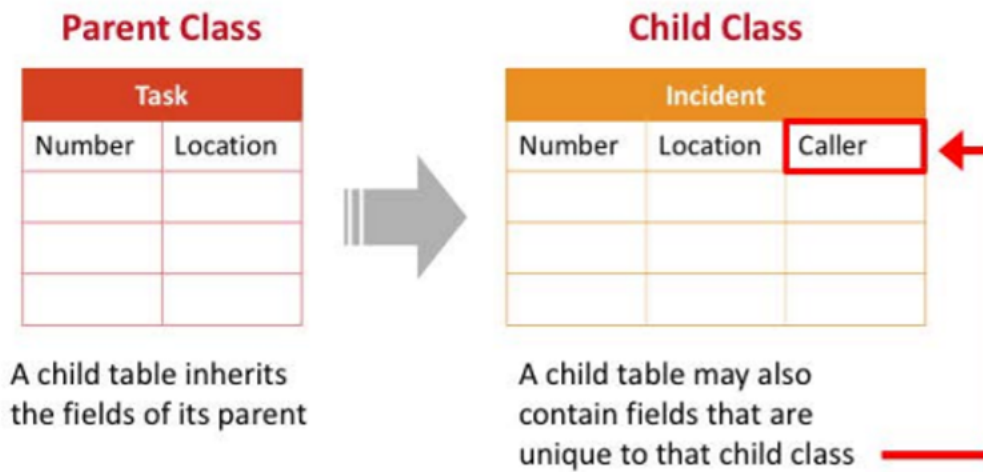 Parent Class
Task
Number Location
A child table inherits
the fields of its parent
Child Class
Incident
Number Location Caller
A child table may also
contain fields that are
unique to that child class